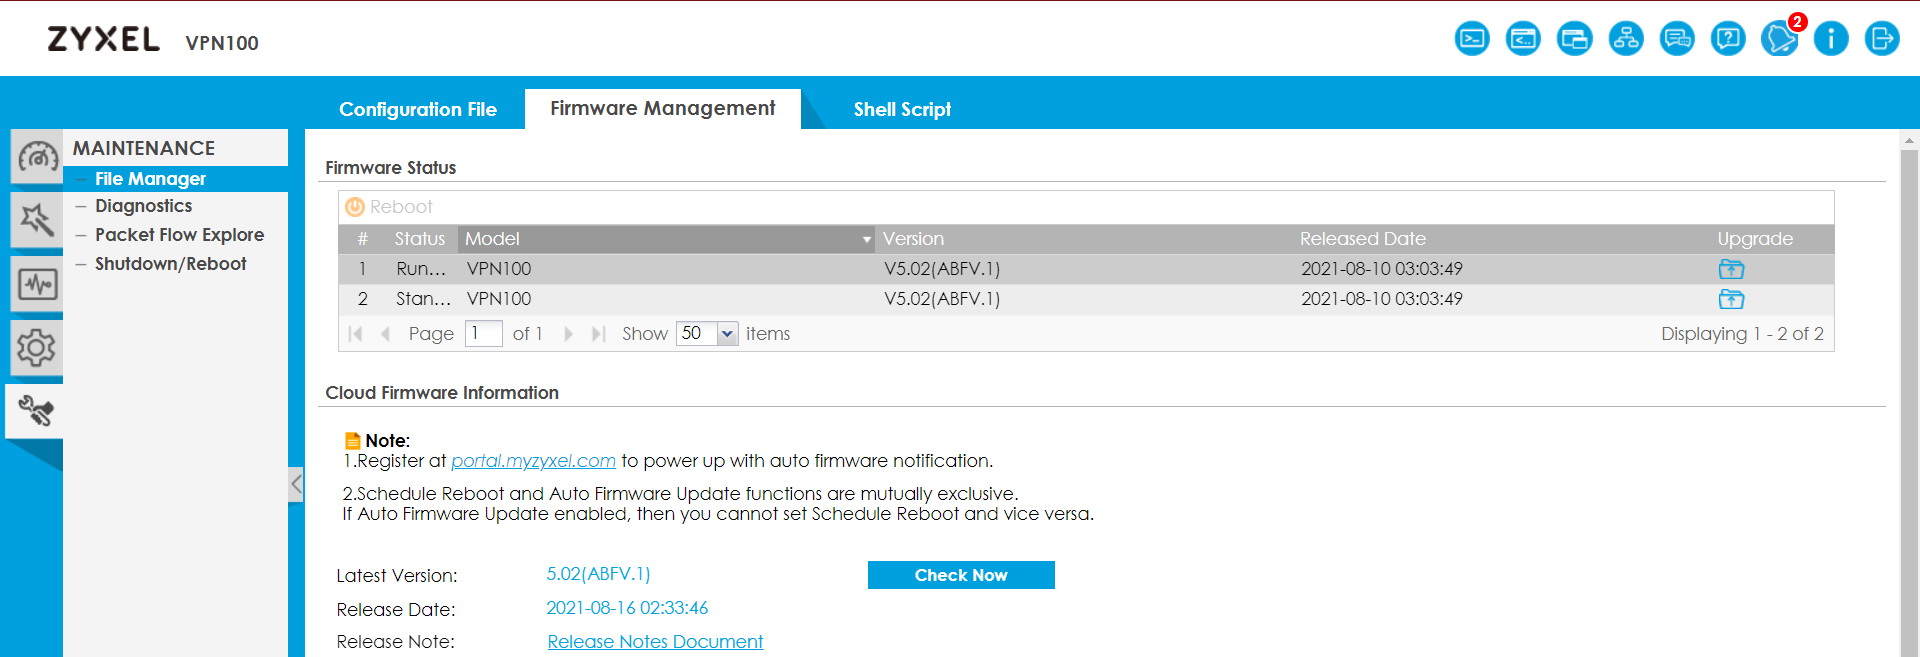 ZYXEL VPN100
2
Configuration File Firmware Management Shell Script
MAINTENANCE
File Manager
Diagnostics
Packet Flow Explore
Shutdown/Reboot
Firmware Status
Reboot
# Status Model Version Released Date Upgrade
1 Run... VPN100 V5.02(ABFV.1) 2021-08-10 03:03:49
2 Stan... VPN100 V5.02(ABFV.1) 2021-08-10 03:03:49
Page 1 of 1 Show 50 items Displaying 1 - 2 of 2
Cloud Firmware Information
Note:
1.Register at portal.myzyxel.com to power up with auto firmware notification.
2.Schedule Reboot and Auto Firmware Update functions are mutually exclusive.
If Auto Firmware Update enabled, then you cannot set Schedule Reboot and vice versa.
Latest Version: 5.02(ABFV.1) Check Now
Release Date: 2021-08-16 02:33:46
Release Note: Release Notes Document